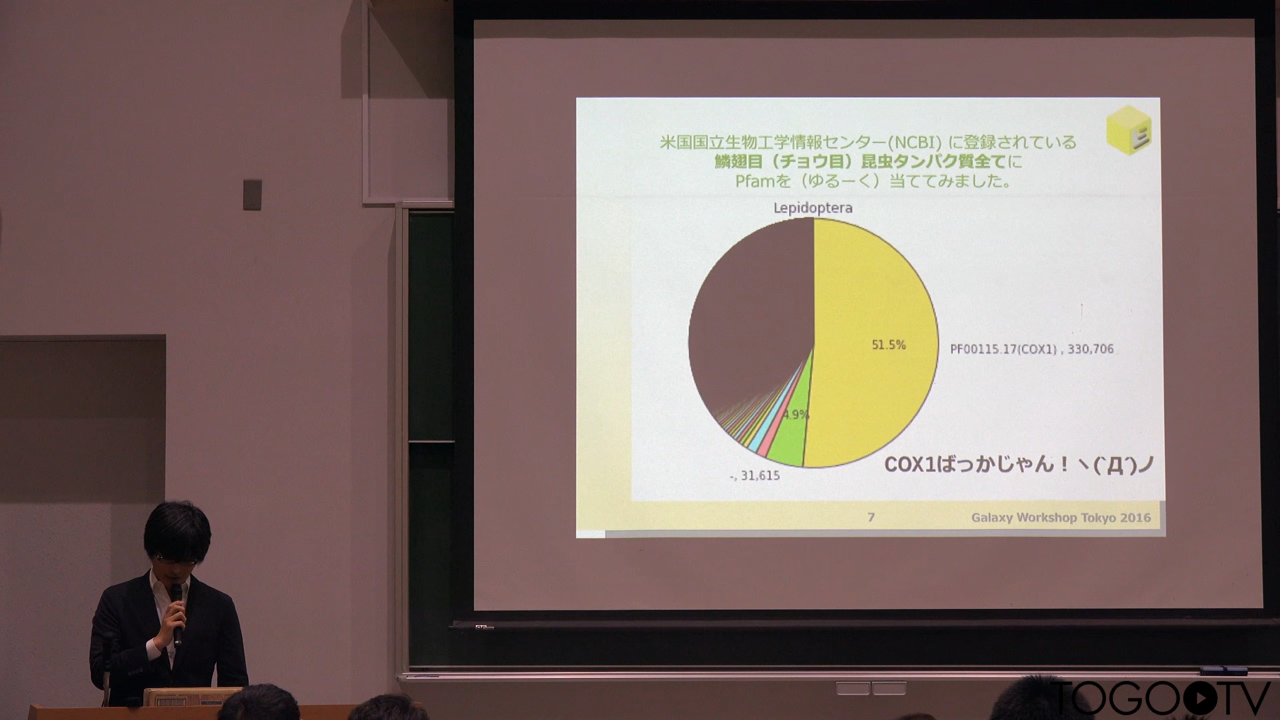 米国国立生物工学情報センター(NCBI) に登録されている
鱗翅目（チョウ目）昆虫タンパク質全てに
Pfamを（ゆるーく）当ててみました。
Lepidoptera
51.5%
PF00115.17(COX1) , 330,706
4.9%
-, 31,615
COX1ばっかじゃん！ヽ(`Д´)ノ
7
Galaxy Workshop Tokyo 2016
TOGO TV